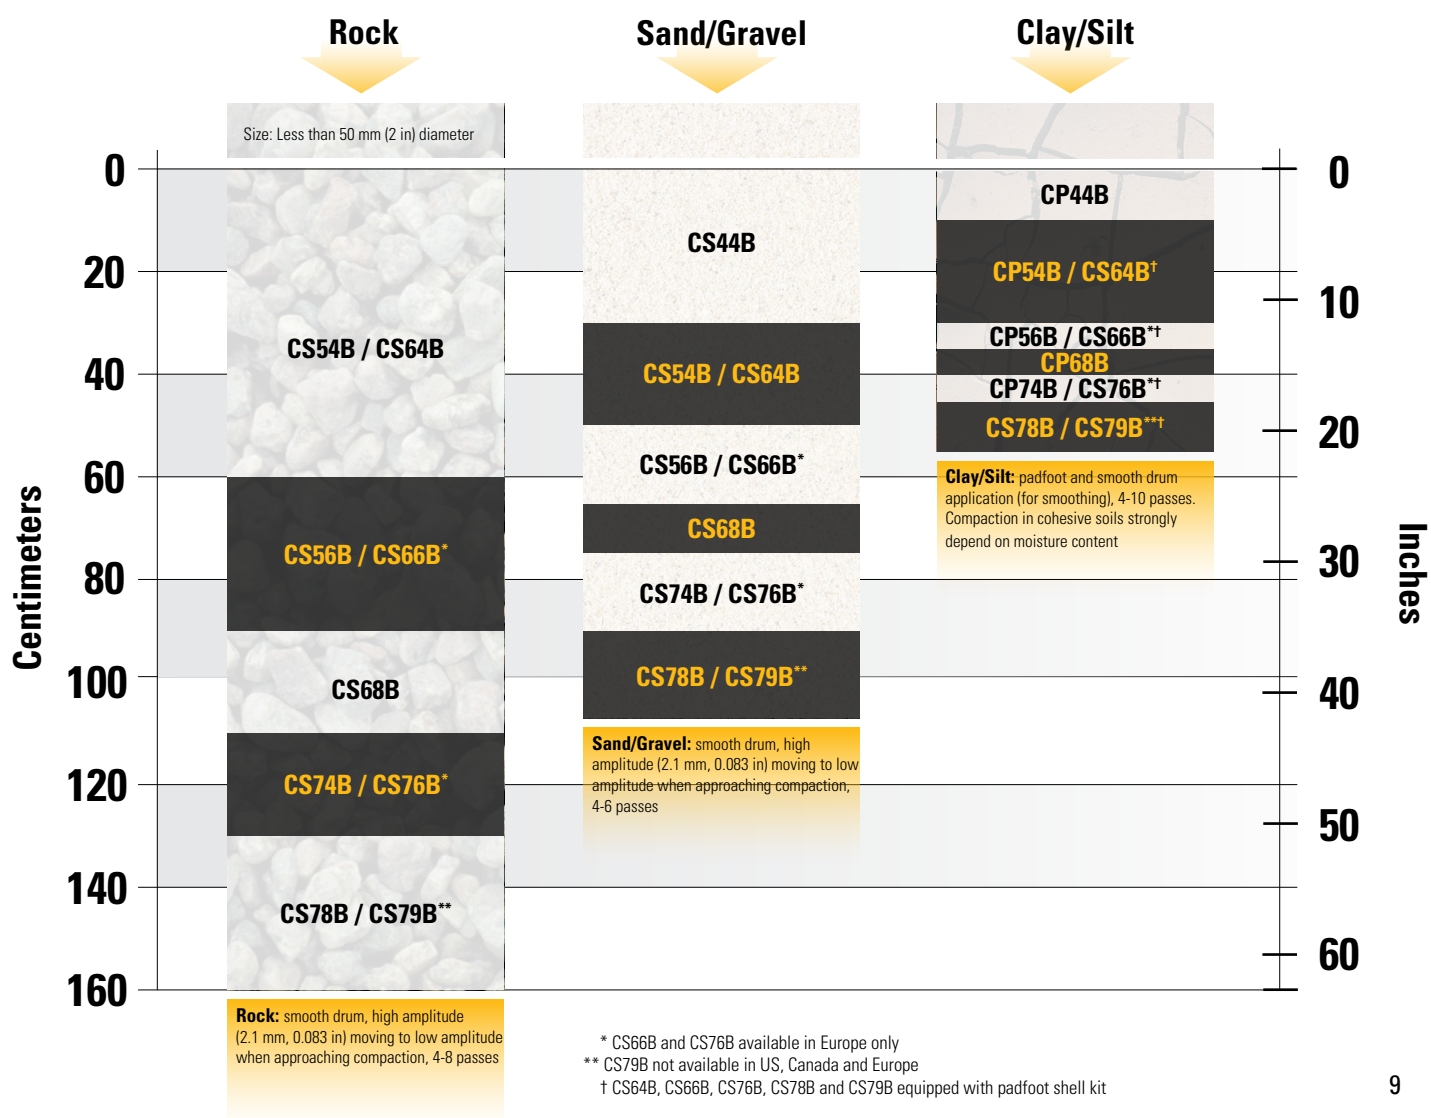 Rock
Sand/Gravel
Clay/Silt
Size: Less than 50 mm (2 in) diameter
Centimeters
0
20
40
60
80
100
120
140
160
CS54B / CS64B
CS56B / CS66B*
CS68B
CS74B / CS76B*
CS78B / CS79B**
Rock: smooth drum, high amplitude
(2.1 mm, 0.083 in) moving to low amplitude
when approaching compaction, 4-8 passes
CS44B
CS54B / CS64B
CS56B / CS66B*
CS68B
CS74B / CS76B*
CS78B / CS79B**
Sand/Gravel: smooth drum, high
amplitude (2.1 mm, 0.083 in) moving to low
amplitude when approaching compaction,
4-6 passes
CP44B
CP54B / CS64B†
CP56B / CS66B*†
CP68B
CP74B / CS76B*†
CS78B / CS79B**†
Clay/Silt: padfoot and smooth drum
application (for smoothing), 4-10 passes.
Compaction in cohesive soils strongly
depend on moisture content
0
10
20
30
40
50
60
Inches
* CS66B and CS76B available in Europe only
** CS79B not available in US, Canada and Europe
† CS64B, CS66B, CS76B, CS78B and CS79B equipped with padfoot shell kit
9